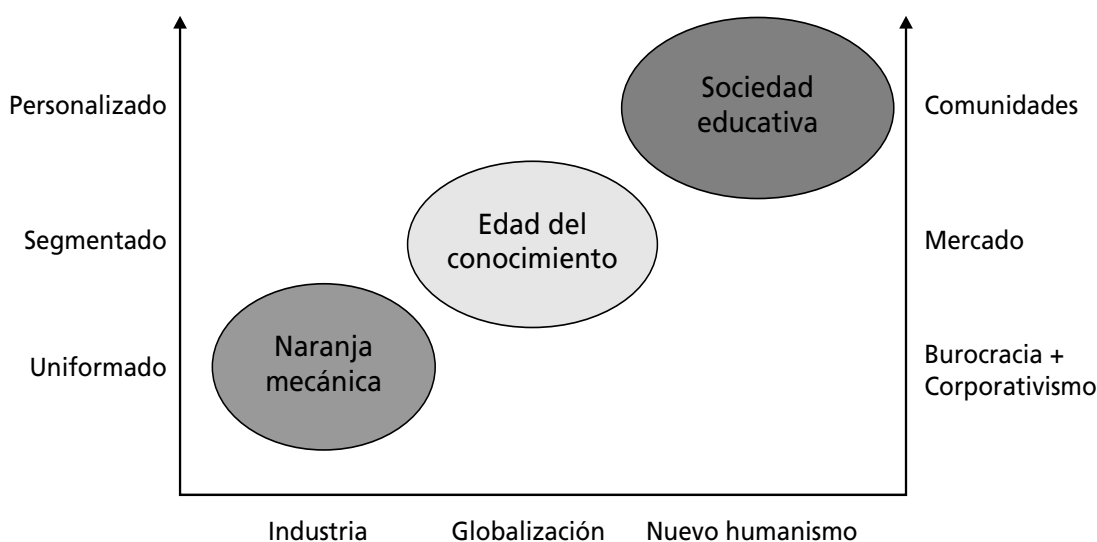 Personalizado
Segmentado
Uniformado
Sociedad
educativa
Edad del
conocimiento
Naranja
mecánica
Comunidades
Mercado
Burocracia +
Corporativismo
Industria
Globalización
Nuevo humanismo